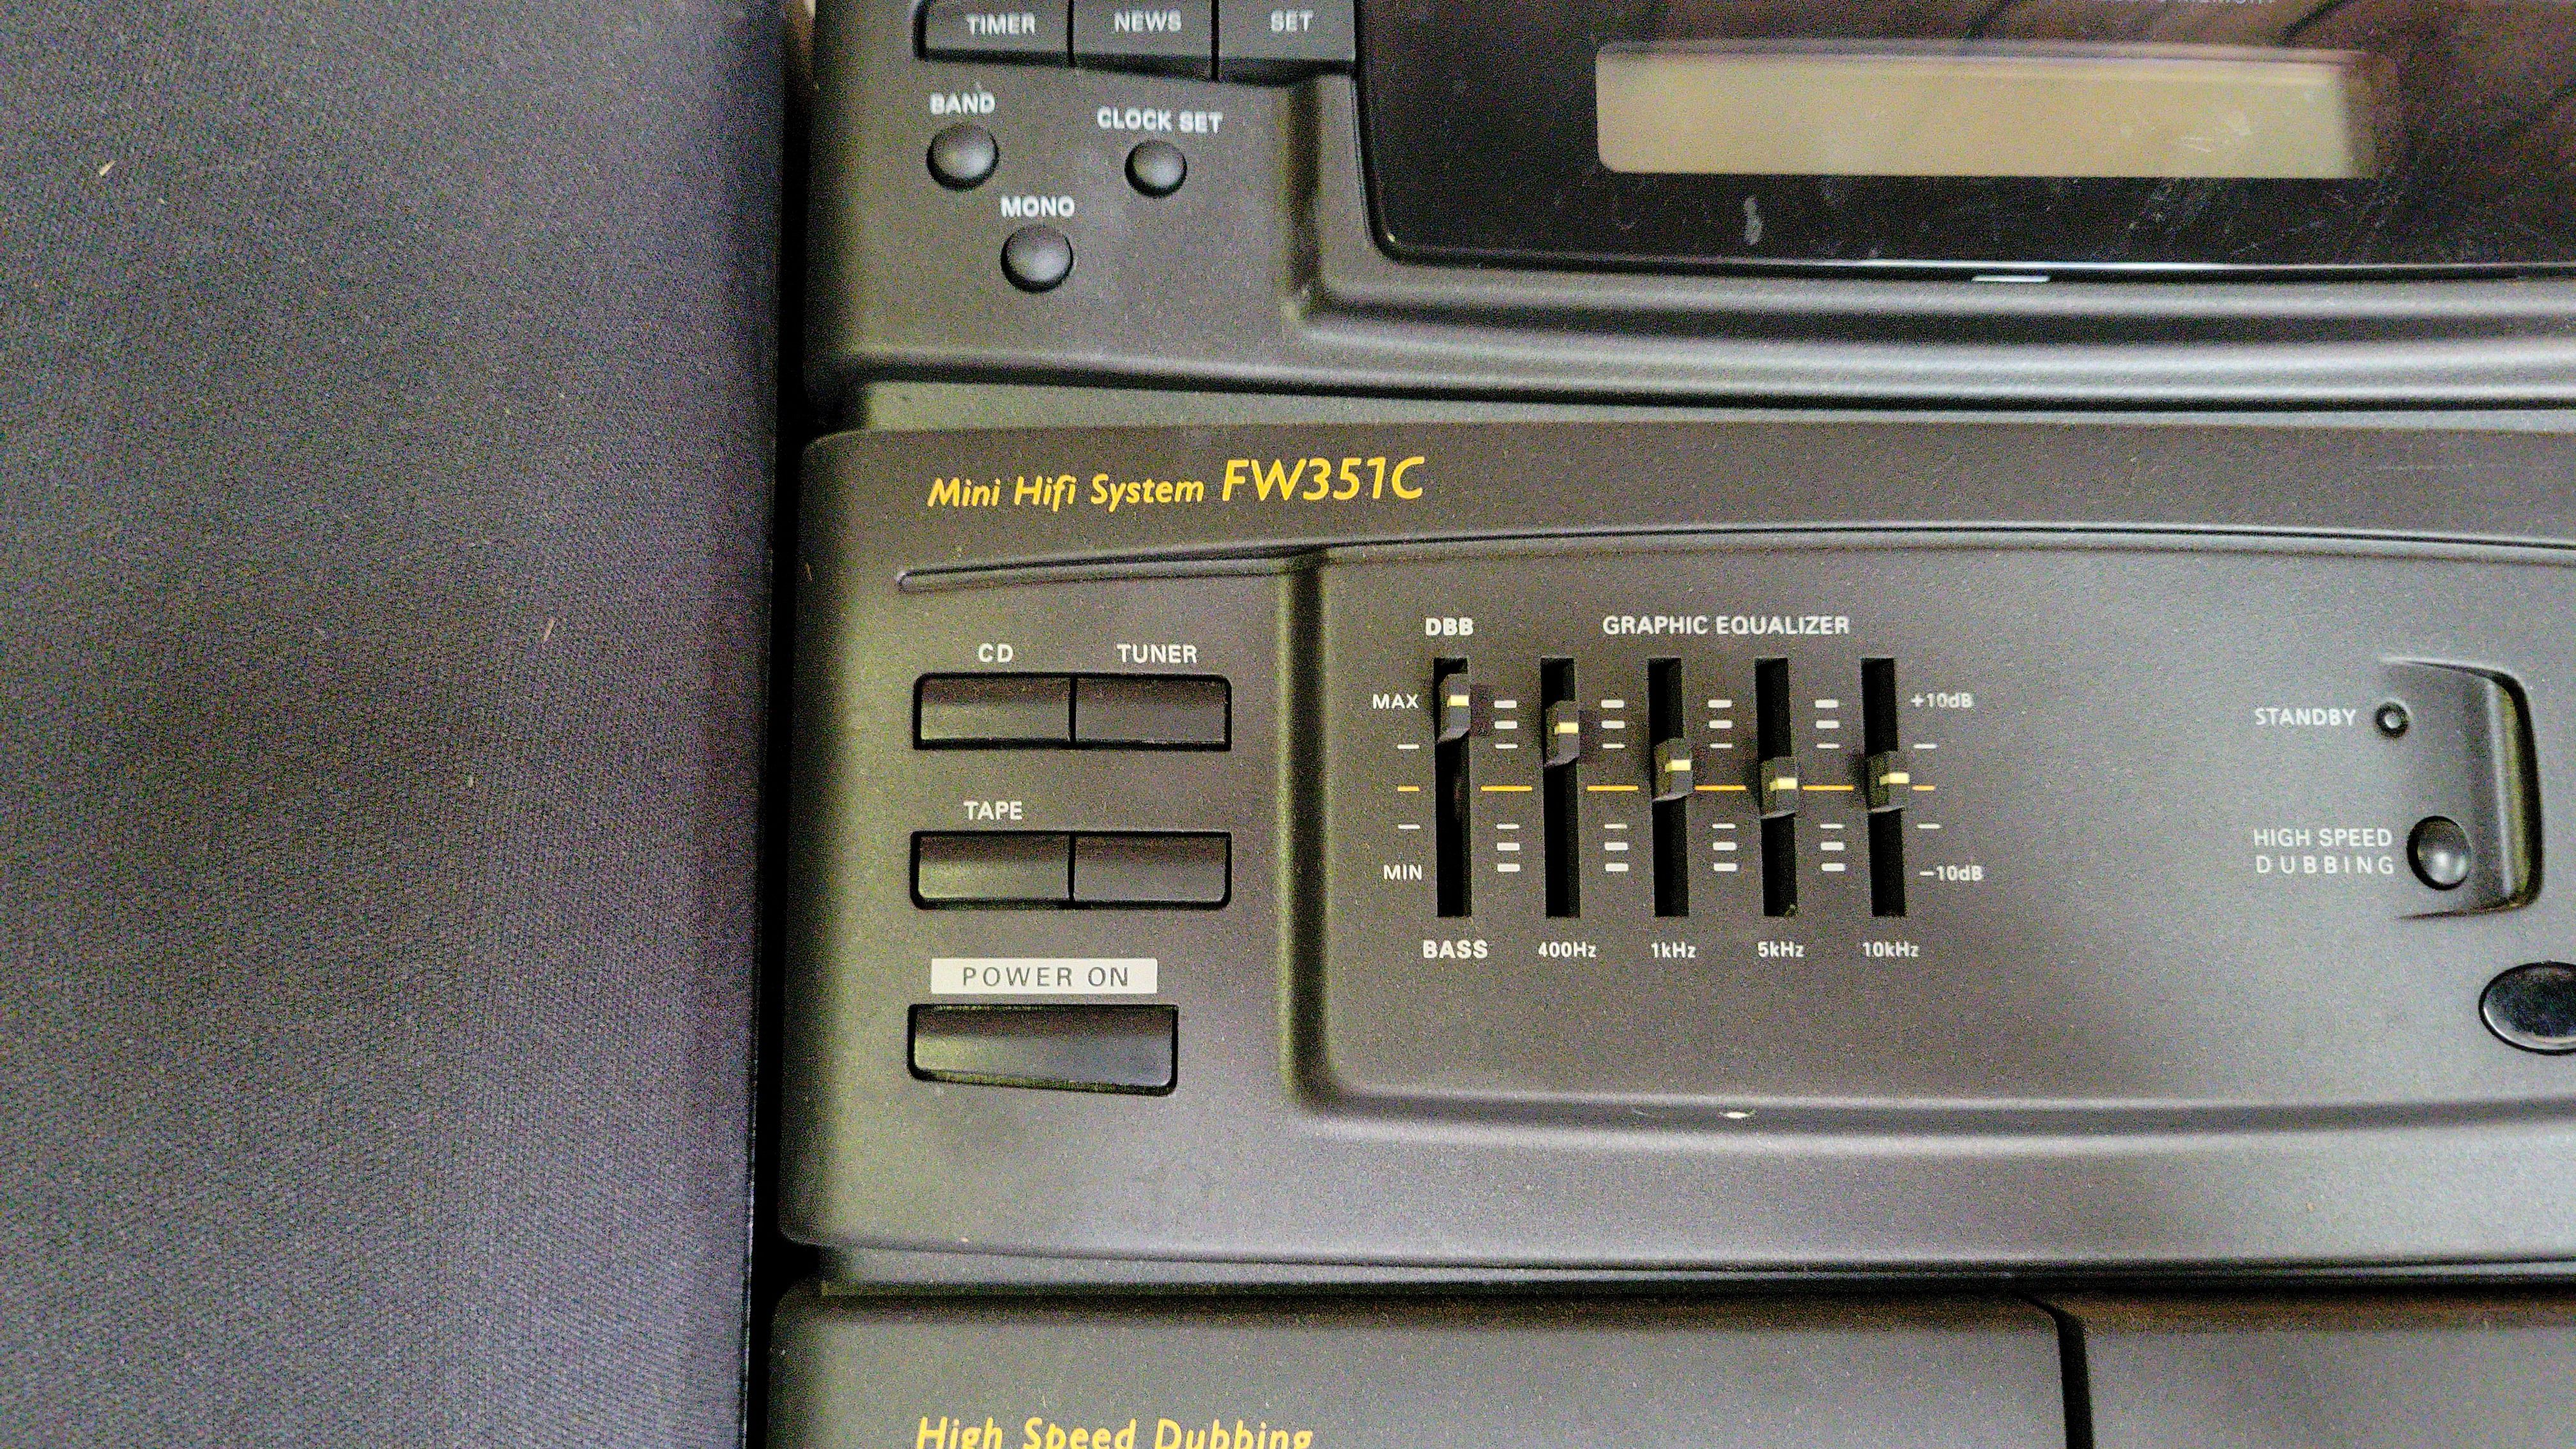 TIMER NEWS SET
BAND
CLOCK SET
MONO
Mini Hifi System FW351C
DBB GRAPHIC EQUALIZER
CD TUNER
MAX +10dB
STANDBY
TAPE
HIGH SPEED
DUBBING
MIN −10dB
BASS 400Hz 1kHz 5kHz 10kHz
POWER ON
High Speed Dubbing